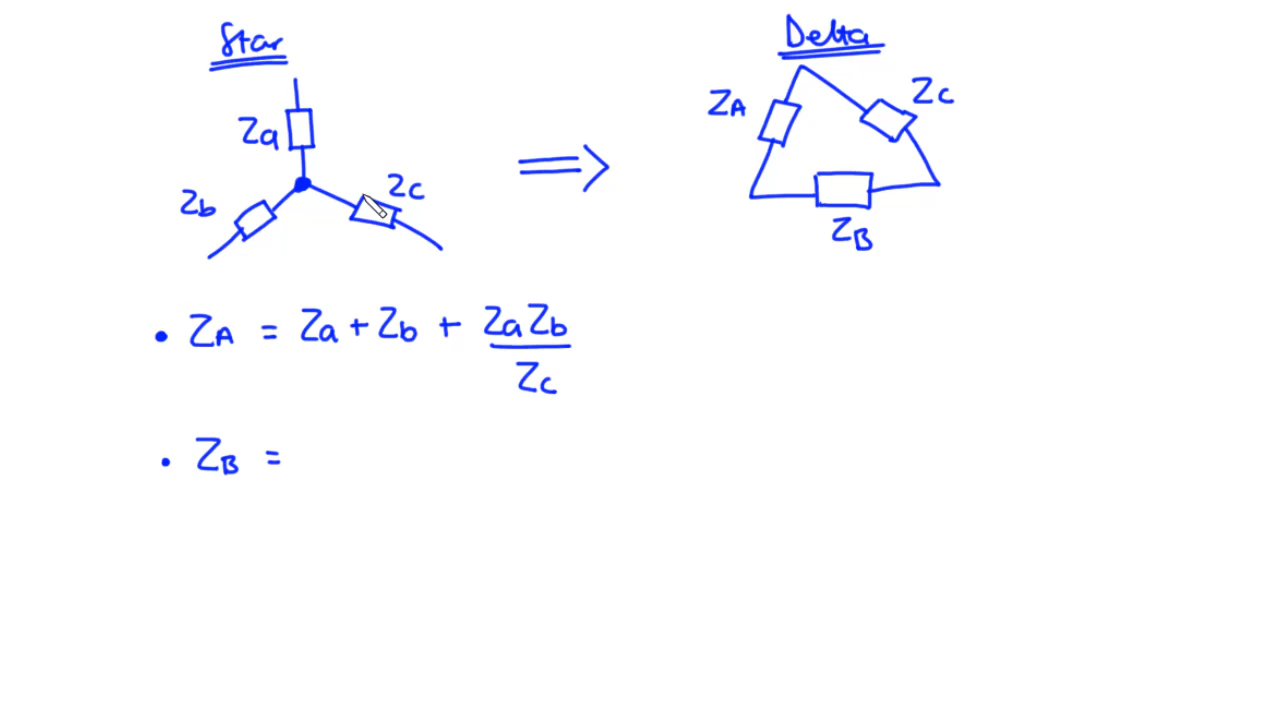 Star
Delta
Za
Zb
Zc
ZA
Zc
ZB
• ZA = Za + Zb + ZaZb/Zc
• ZB =